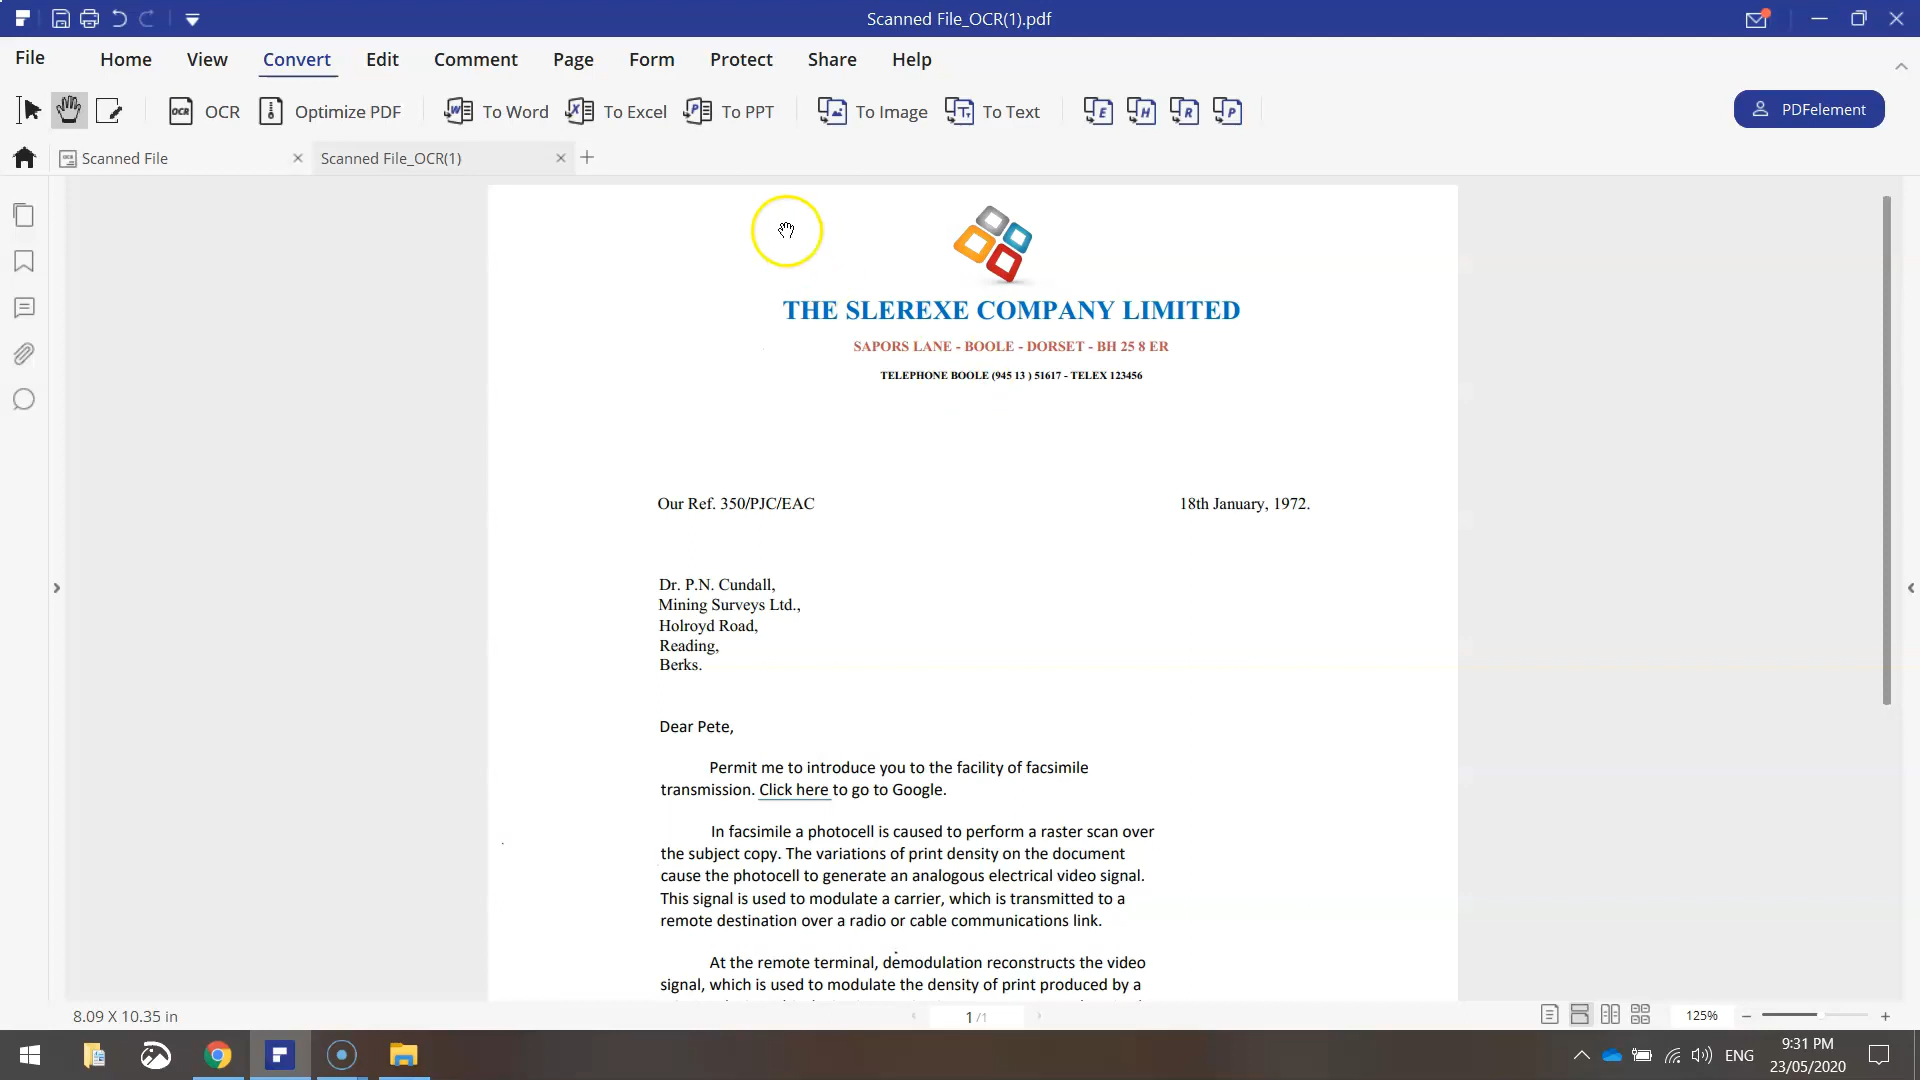 Scanned File_OCR(1).pdf
File Home View Convert Edit Comment Page Form Protect Share Help
OCR OCR Optimize PDF W To Word X To Excel P To PPT To Image T To Text E H R P PDFelement
Scanned File Scanned File_OCR(1)
THE SLEREXE COMPANY LIMITED
SAPORS LANE - BOOLE - DORSET - BH 25 8 ER
TELEPHONE BOOLE (945 13 ) 51617 - TELEX 123456
Our Ref. 350/PJC/EAC 18th January, 1972.
Dr. P.N. Cundall,
Mining Surveys Ltd.,
Holroyd Road,
Reading,
Berks.
Dear Pete,
Permit me to introduce you to the facility of facsimile
transmission. Click here to go to Google.
In facsimile a photocell is caused to perform a raster scan over
the subject copy. The variations of print density on the document
cause the photocell to generate an analogous electrical video signal.
This signal is used to modulate a carrier, which is transmitted to a
remote destination over a radio or cable communications link.
At the remote terminal, demodulation reconstructs the video
signal, which is used to modulate the density of print produced by a
8.09 X 10.35 in 1 /1 125%
ENG 9:31 PM
23/05/2020